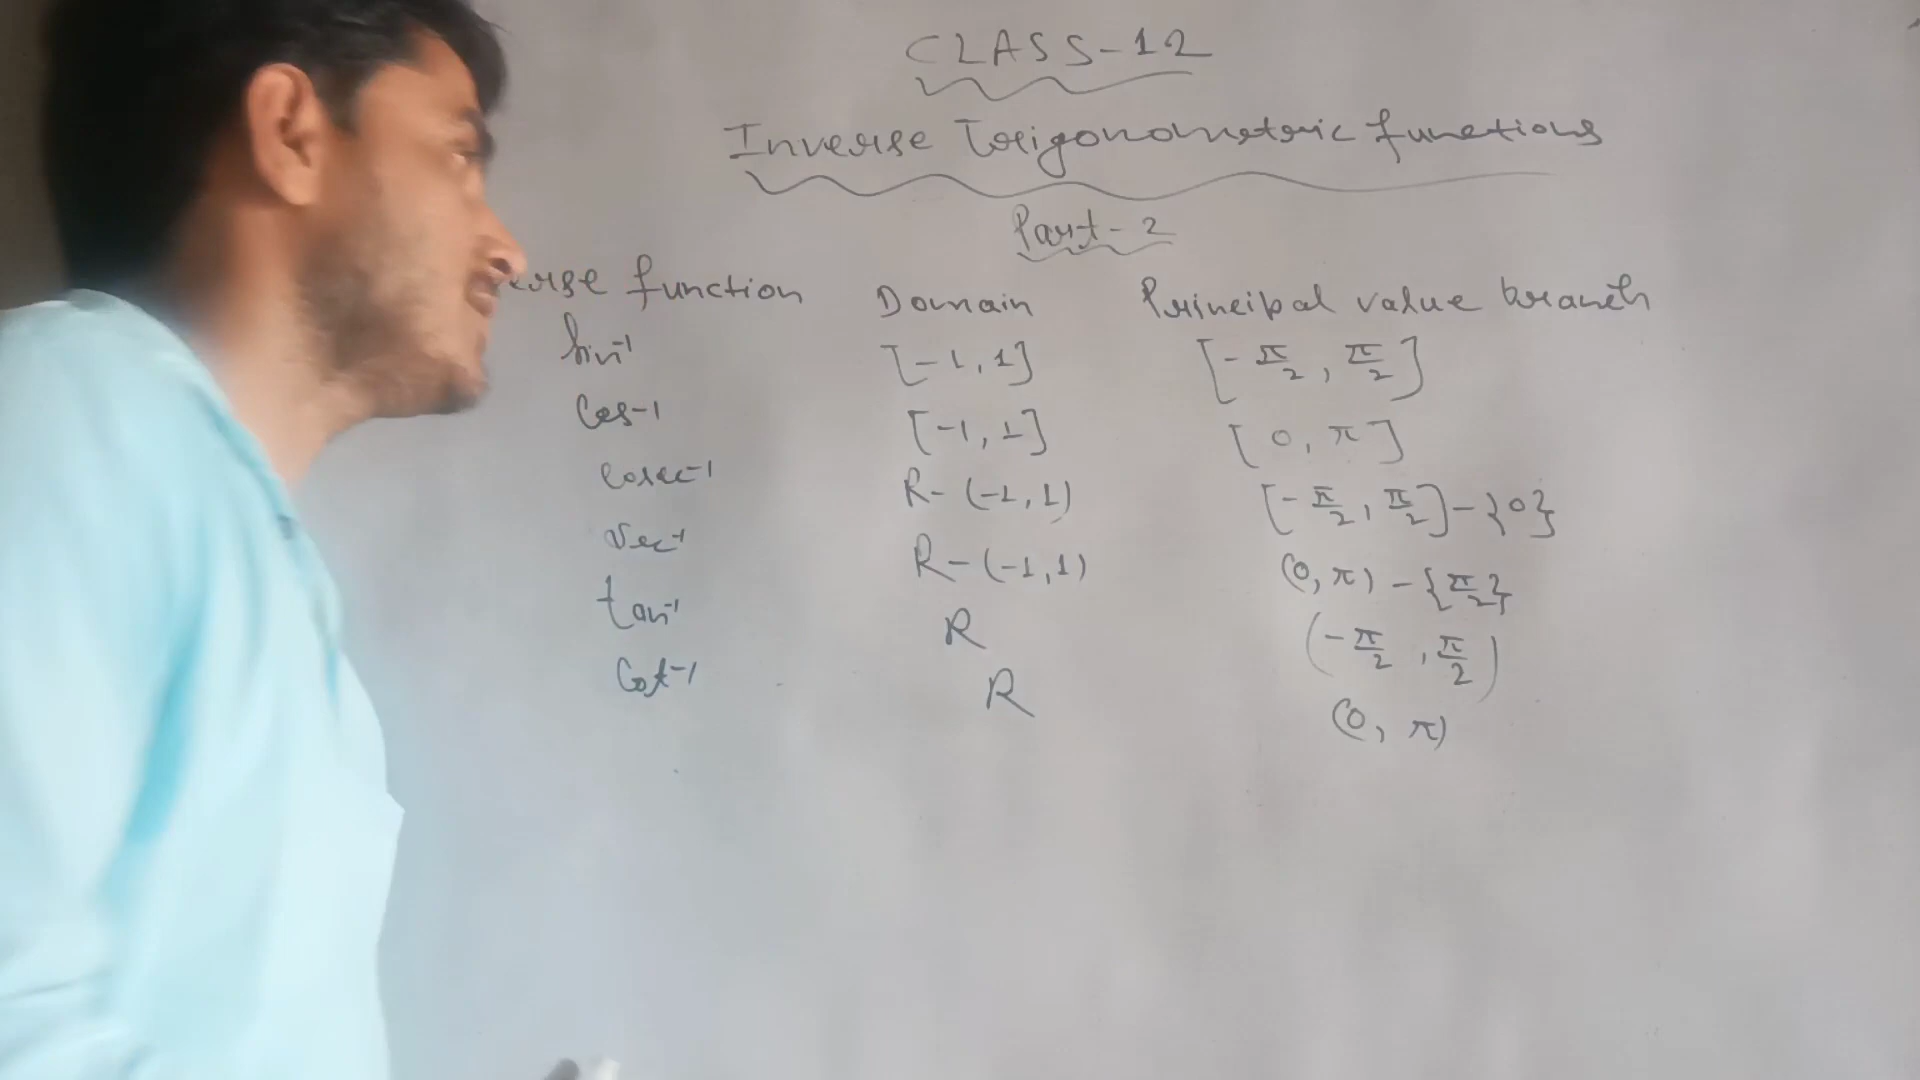 CLASS-12
Inverse Trigonometric functions
Part-2
erse function Domain Principal value branch
Sin⁻¹ [-1, 1] [-π/2, π/2]
Cos⁻¹ [-1, 1] [0, π]
Cosec⁻¹ R-(-1, 1) [-π/2, π/2]-{0}
Sec⁻¹ R-(-1, 1) (0, π)-{π/2}
tan⁻¹ R (-π/2, π/2)
Cot⁻¹ R (0, π)